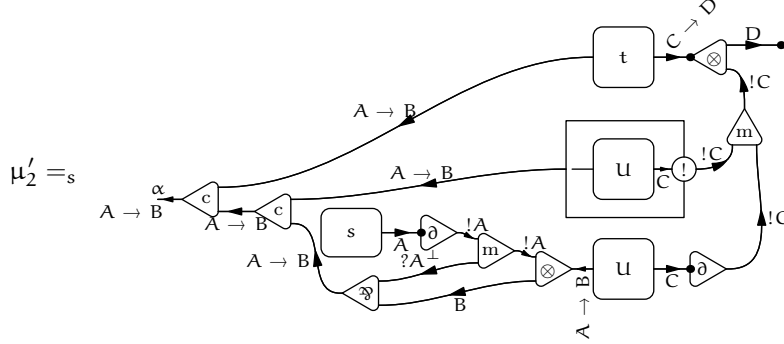 C → D
D
t
⊗
!C
A → B
m
μ′₂ =ₛ
A → B
u
C
!
!C
α
c
A → B
A → B
c
s
A
∂
!A
m
!A
!C
A → B
?A⊥
⊗
u
C
∂
⅋
B
A → B